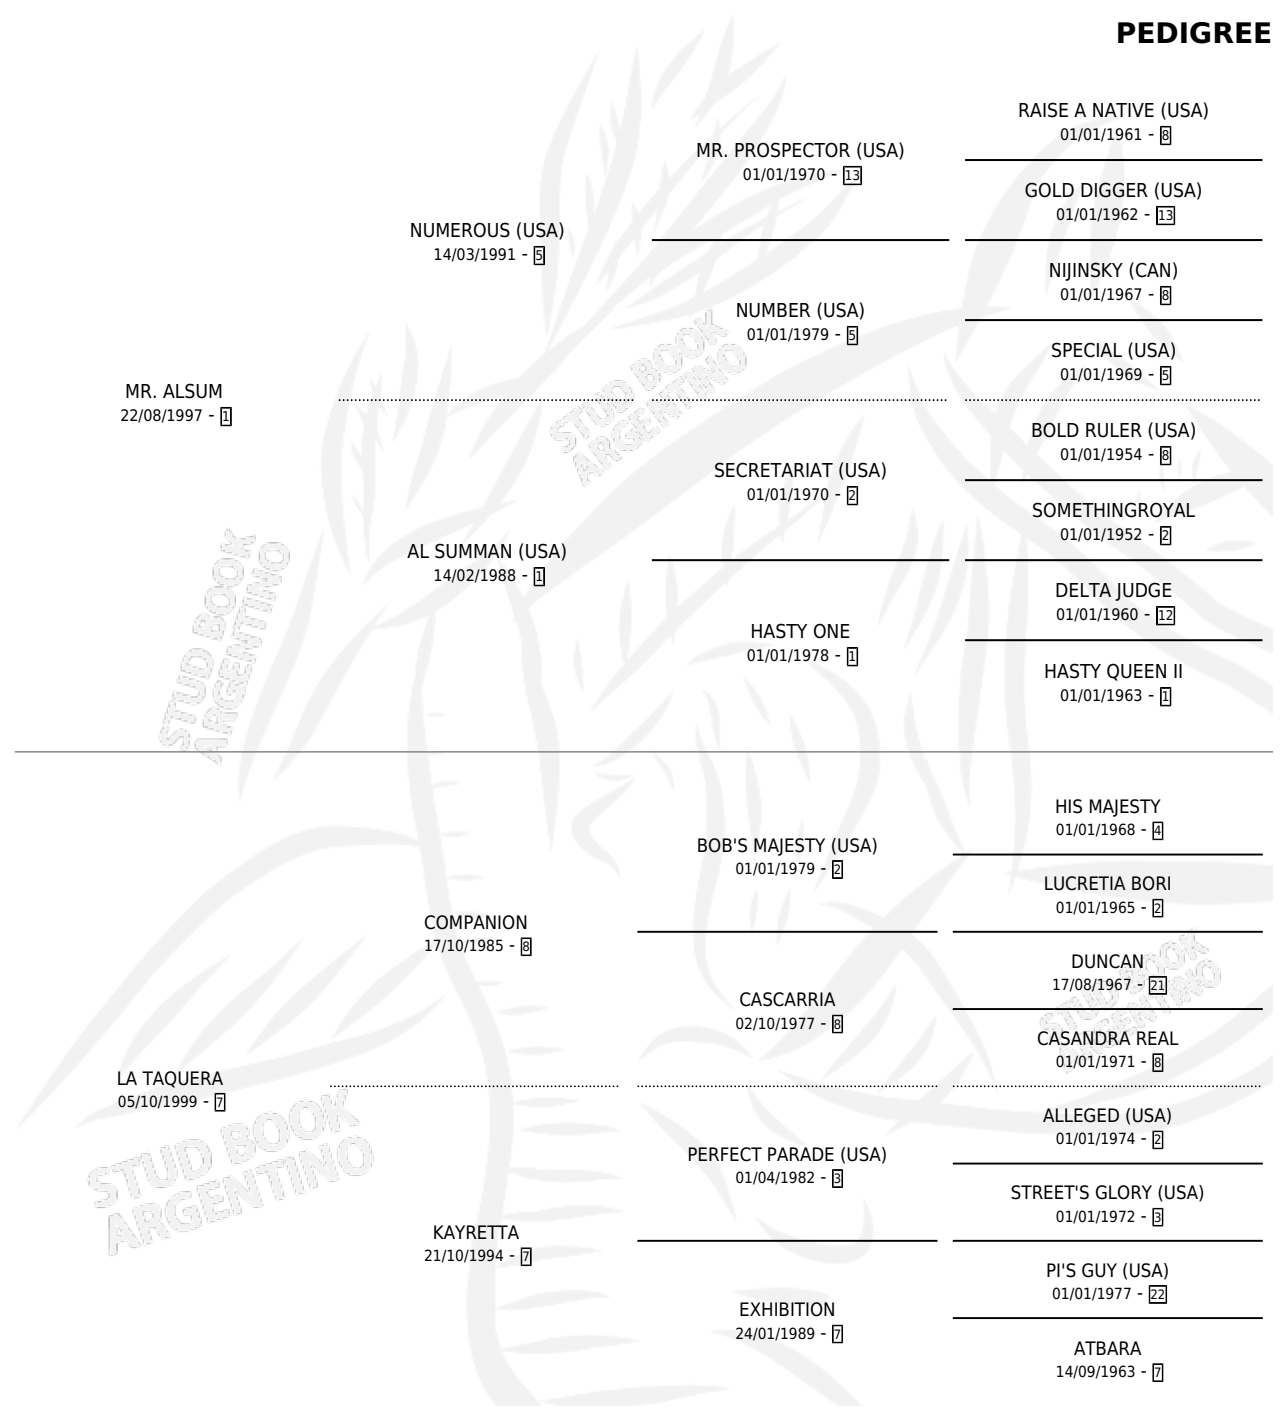 PEDIGREE
RAISE A NATIVE (USA)
01/01/1961 - 8
MR. PROSPECTOR (USA)
01/01/1970 - 13
GOLD DIGGER (USA)
01/01/1962 - 13
NUMEROUS (USA)
14/03/1991 - 5
NIJINSKY (CAN)
01/01/1967 - 8
NUMBER (USA)
01/01/1979 - 5
SPECIAL (USA)
01/01/1969 - 5
MR. ALSUM
22/08/1997 - 1
STUD BOOK
ARGENTINO
BOLD RULER (USA)
01/01/1954 - 8
SECRETARIAT (USA)
01/01/1970 - 2
SOMETHINGROYAL
01/01/1952 - 2
AL SUMMAN (USA)
14/02/1988 - 1
DELTA JUDGE
01/01/1960 - 12
HASTY ONE
01/01/1978 - 1
HASTY QUEEN II
01/01/1963 - 1
STUD BOOK
ARGENTINO
HIS MAJESTY
01/01/1968 - 4
BOB'S MAJESTY (USA)
01/01/1979 - 2
LUCRETIA BORI
01/01/1965 - 2
COMPANION
17/10/1985 - 8
DUNCAN
17/08/1967 - 21
CASCARRIA
02/10/1977 - 8
STUD BOOK
ARGENTINO
CASANDRA REAL
01/01/1971 - 8
LA TAQUERA
05/10/1999 - 7
ALLEGED (USA)
01/01/1974 - 2
PERFECT PARADE (USA)
01/04/1982 - 3
STREET'S GLORY (USA)
01/01/1972 - 3
STUD BOOK
ARGENTINO
KAYRETTA
21/10/1994 - 7
PI'S GUY (USA)
01/01/1977 - 22
EXHIBITION
24/01/1989 - 7
ATBARA
14/09/1963 - 7